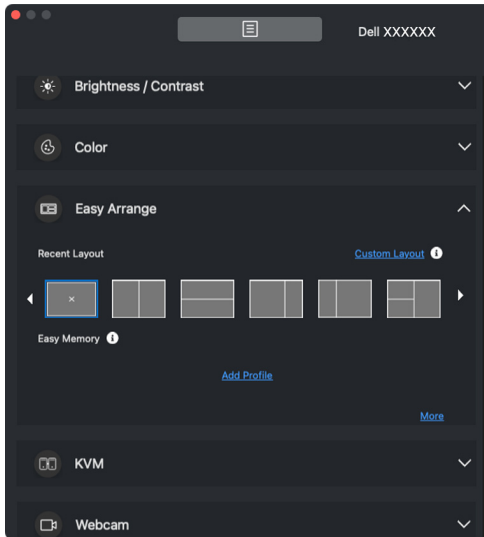 Dell XXXXXX
Brightness / Contrast
Color
Easy Arrange
Recent Layout
Custom Layout
Easy Memory
Add Profile
More
KVM
Webcam